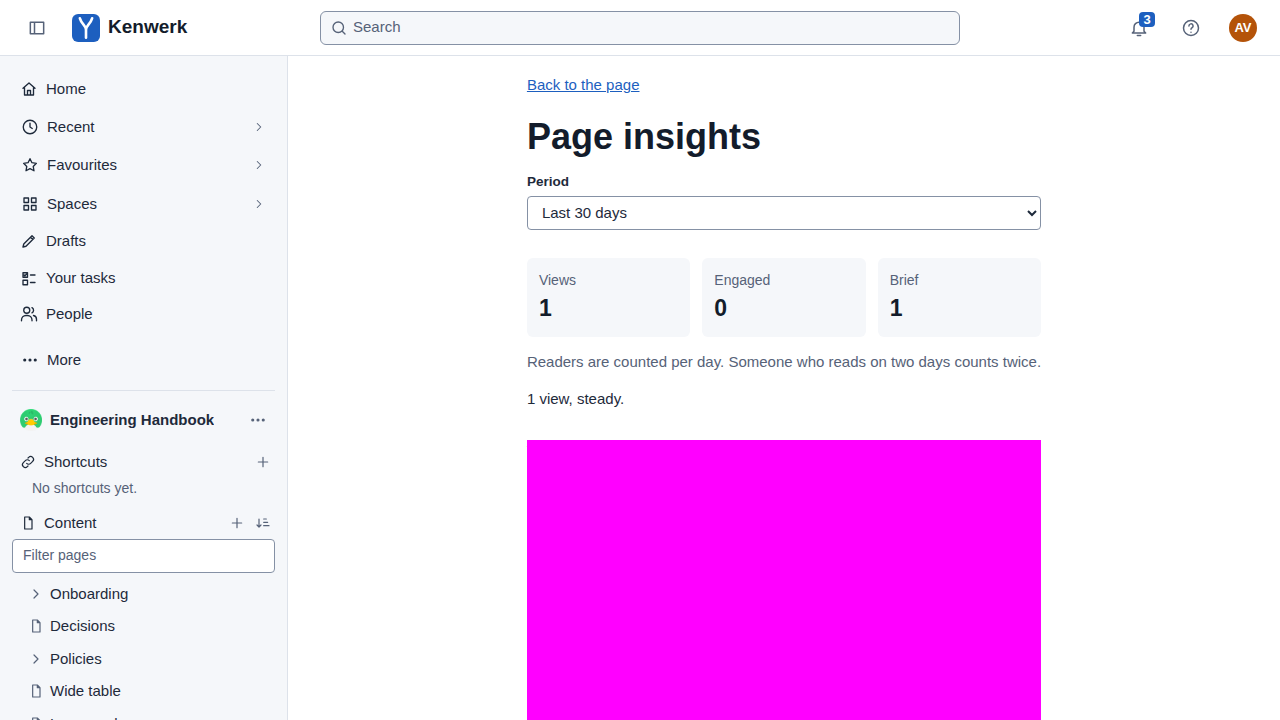 Kenwerk
Search
3
AV
Home
Recent
Favourites
Spaces
Drafts
Your tasks
People
More
Engineering Handbook
Shortcuts
No shortcuts yet.
Content
Filter pages
Onboarding
Decisions
Policies
Wide table
Back to the page
Page insights
Period
Last 30 days
Views
1
Engaged
0
Brief
1
Readers are counted per day. Someone who reads on two days counts twice.
1 view, steady.